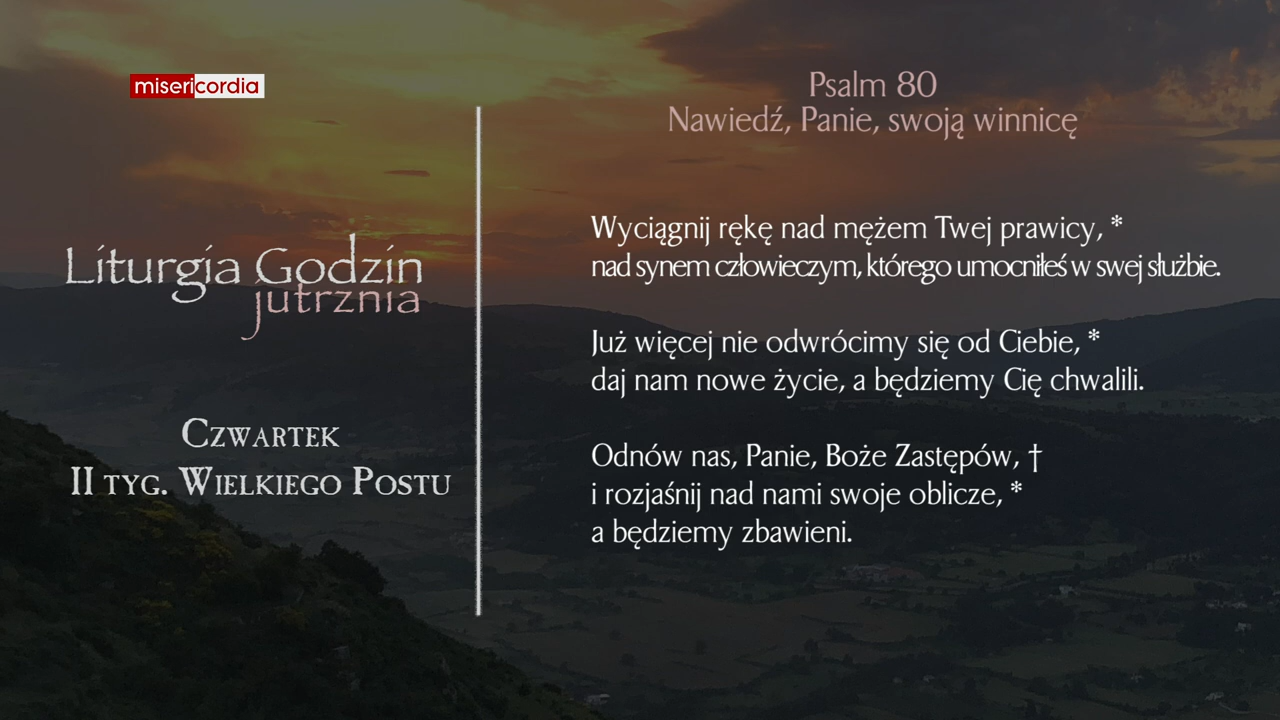 misericordia
Liturgia Godzin
jutrznia
Czwartek
II tyg. Wielkiego Postu
Psalm 80
Nawiedź, Panie, swoją winnicę
Wyciągnij rękę nad mężem Twej prawicy, *
nad synem człowieczym, którego umocniłeś w swej służbie.
Już więcej nie odwrócimy się od Ciebie, *
daj nam nowe życie, a będziemy Cię chwalili.
Odnów nas, Panie, Boże Zastępów, †
i rozjaśnij nad nami swoje oblicze, *
a będziemy zbawieni.